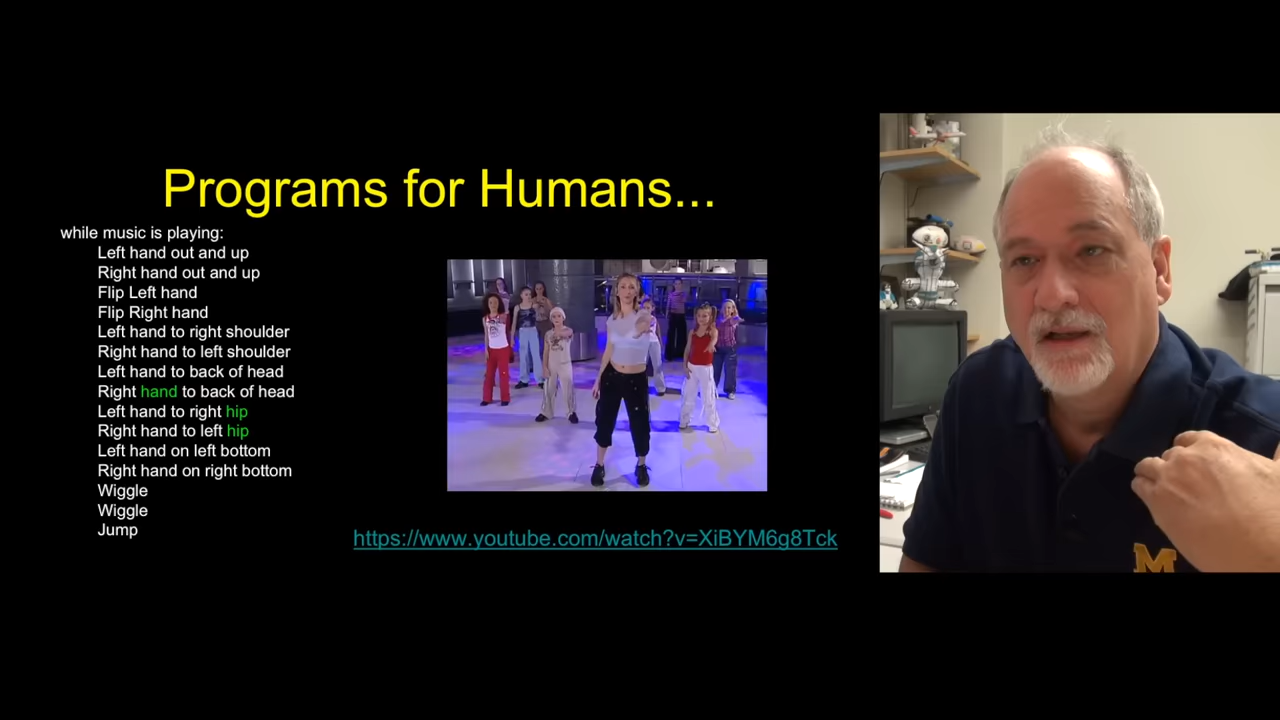 Programs for Humans...
while music is playing:
Left hand out and up
Right hand out and up
Flip Left hand
Flip Right hand
Left hand to right shoulder
Right hand to left shoulder
Left hand to back of head
Right hand to back of head
Left hand to right hip
Right hand to left hip
Left hand on left bottom
Right hand on right bottom
Wiggle
Wiggle
Jump
https://www.youtube.com/watch?v=XiBYM6g8Tck
M